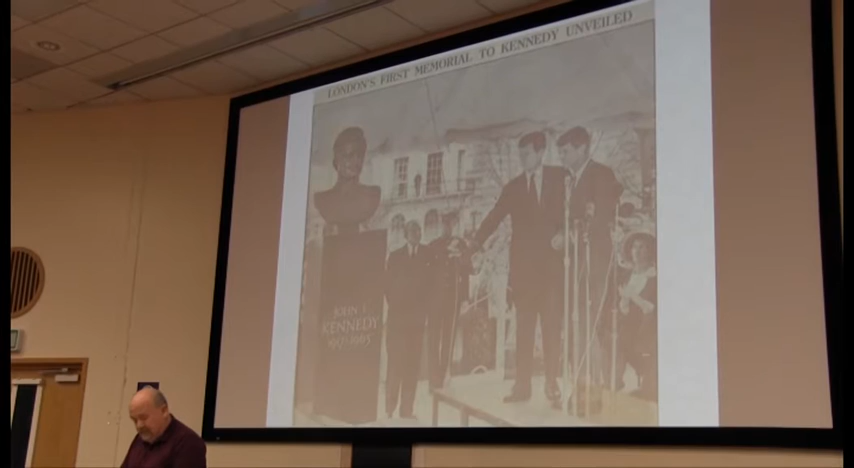 LONDON'S FIRST MEMORIAL TO KENNEDY UNVEILED
JOHN F.
KENNEDY